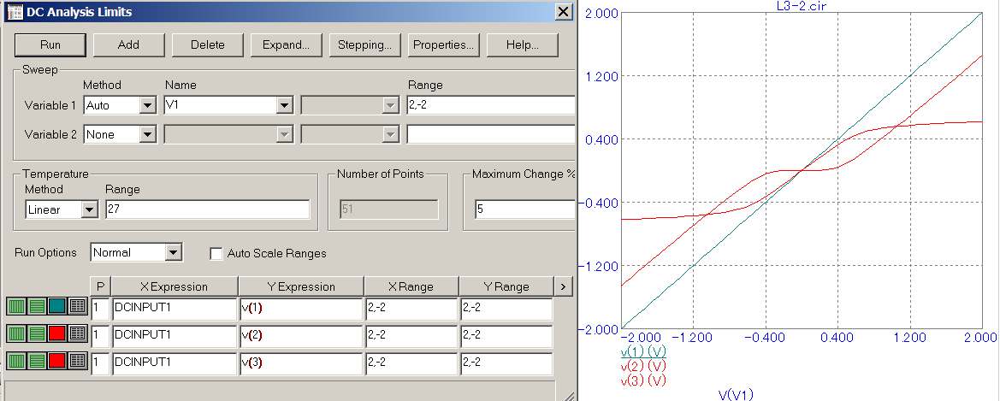 DC Analysis Limits
Run Add Delete Expand... Stepping... Properties... Help...
Sweep
Method Name Range
Variable 1 Auto V1 2,-2
Variable 2 None
Temperature Number of Points Maximum Change %
Method Range
Linear 27 51 5
Run Options Normal Auto Scale Ranges
P X Expression Y Expression X Range Y Range >
1 DCINPUT1 v(1) 2,-2 2,-2
1 DCINPUT1 v(2) 2,-2 2,-2
1 DCINPUT1 v(3) 2,-2 2,-2
L3-2.cir
2.000
1.200
0.400
-0.400
-1.200
-2.000
-2.000 -1.200 -0.400 0.400 1.200 2.000
v(1) (V)
v(2) (V)
v(3) (V)
V(V1)